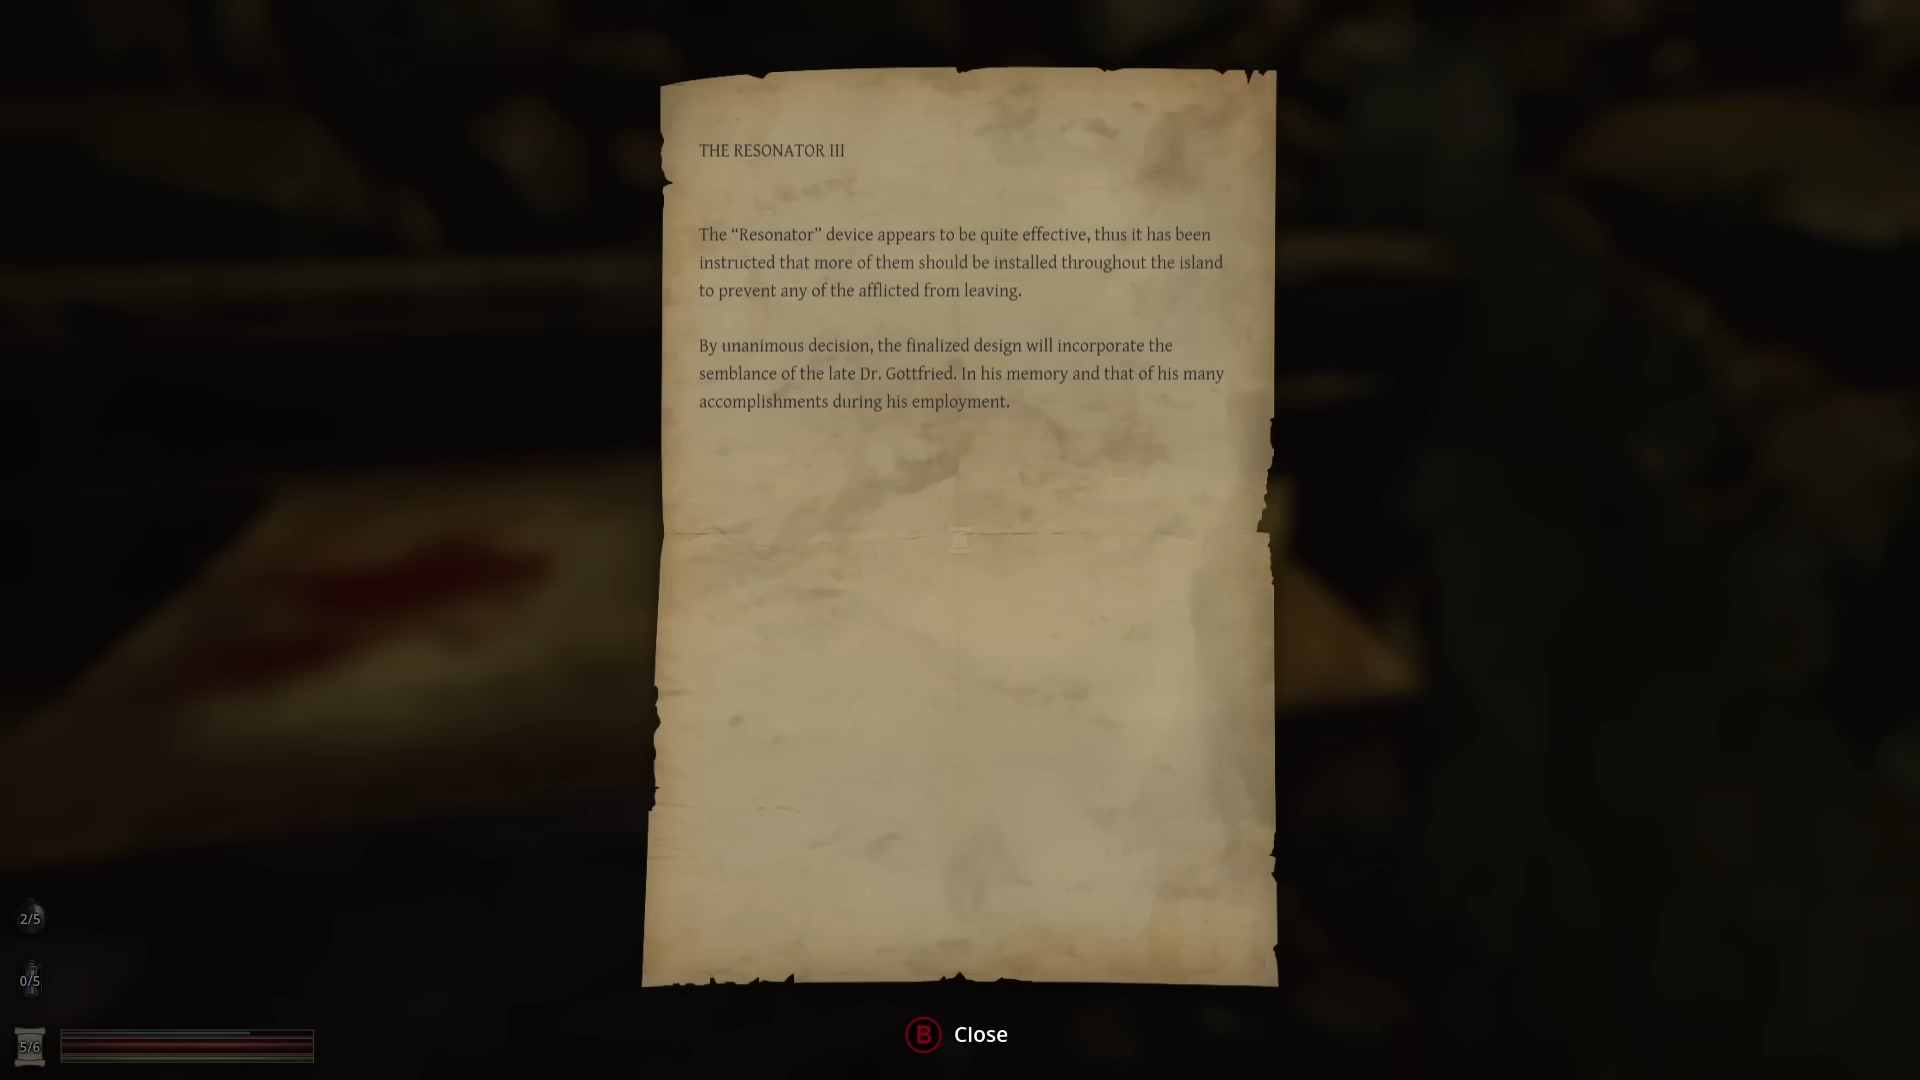 THE RESONATOR III
The “Resonator” device appears to be quite effective, thus it has been
instructed that more of them should be installed throughout the island
to prevent any of the afflicted from leaving.
By unanimous decision, the finalized design will incorporate the
semblance of the late Dr. Gottfried. In his memory and that of his many
accomplishments during his employment.
2/5
0/5
5/6
B Close